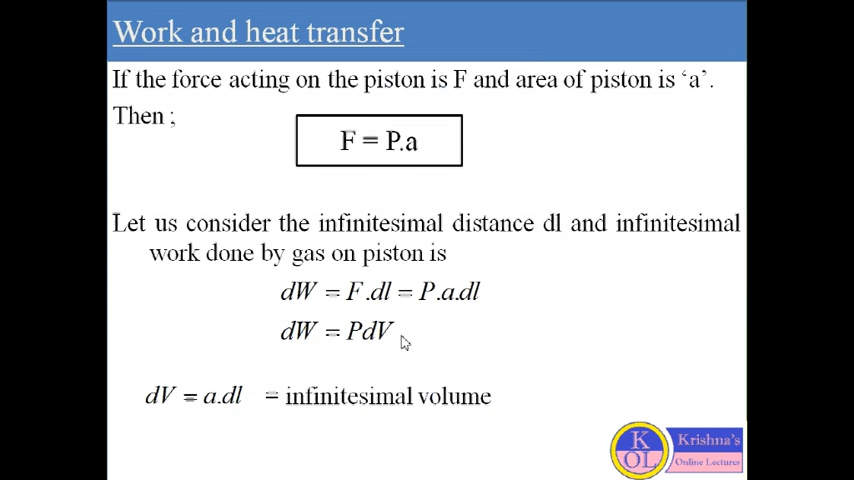 Work and heat transfer
If the force acting on the piston is F and area of piston is ‘a’.
Then ;
F = P.a
Let us consider the infinitesimal distance dl and infinitesimal
work done by gas on piston is
dW = F.dl = P.a.dl
dW = PdV
dV = a.dl = infinitesimal volume
K
OL
Krishna's
Online Lectures